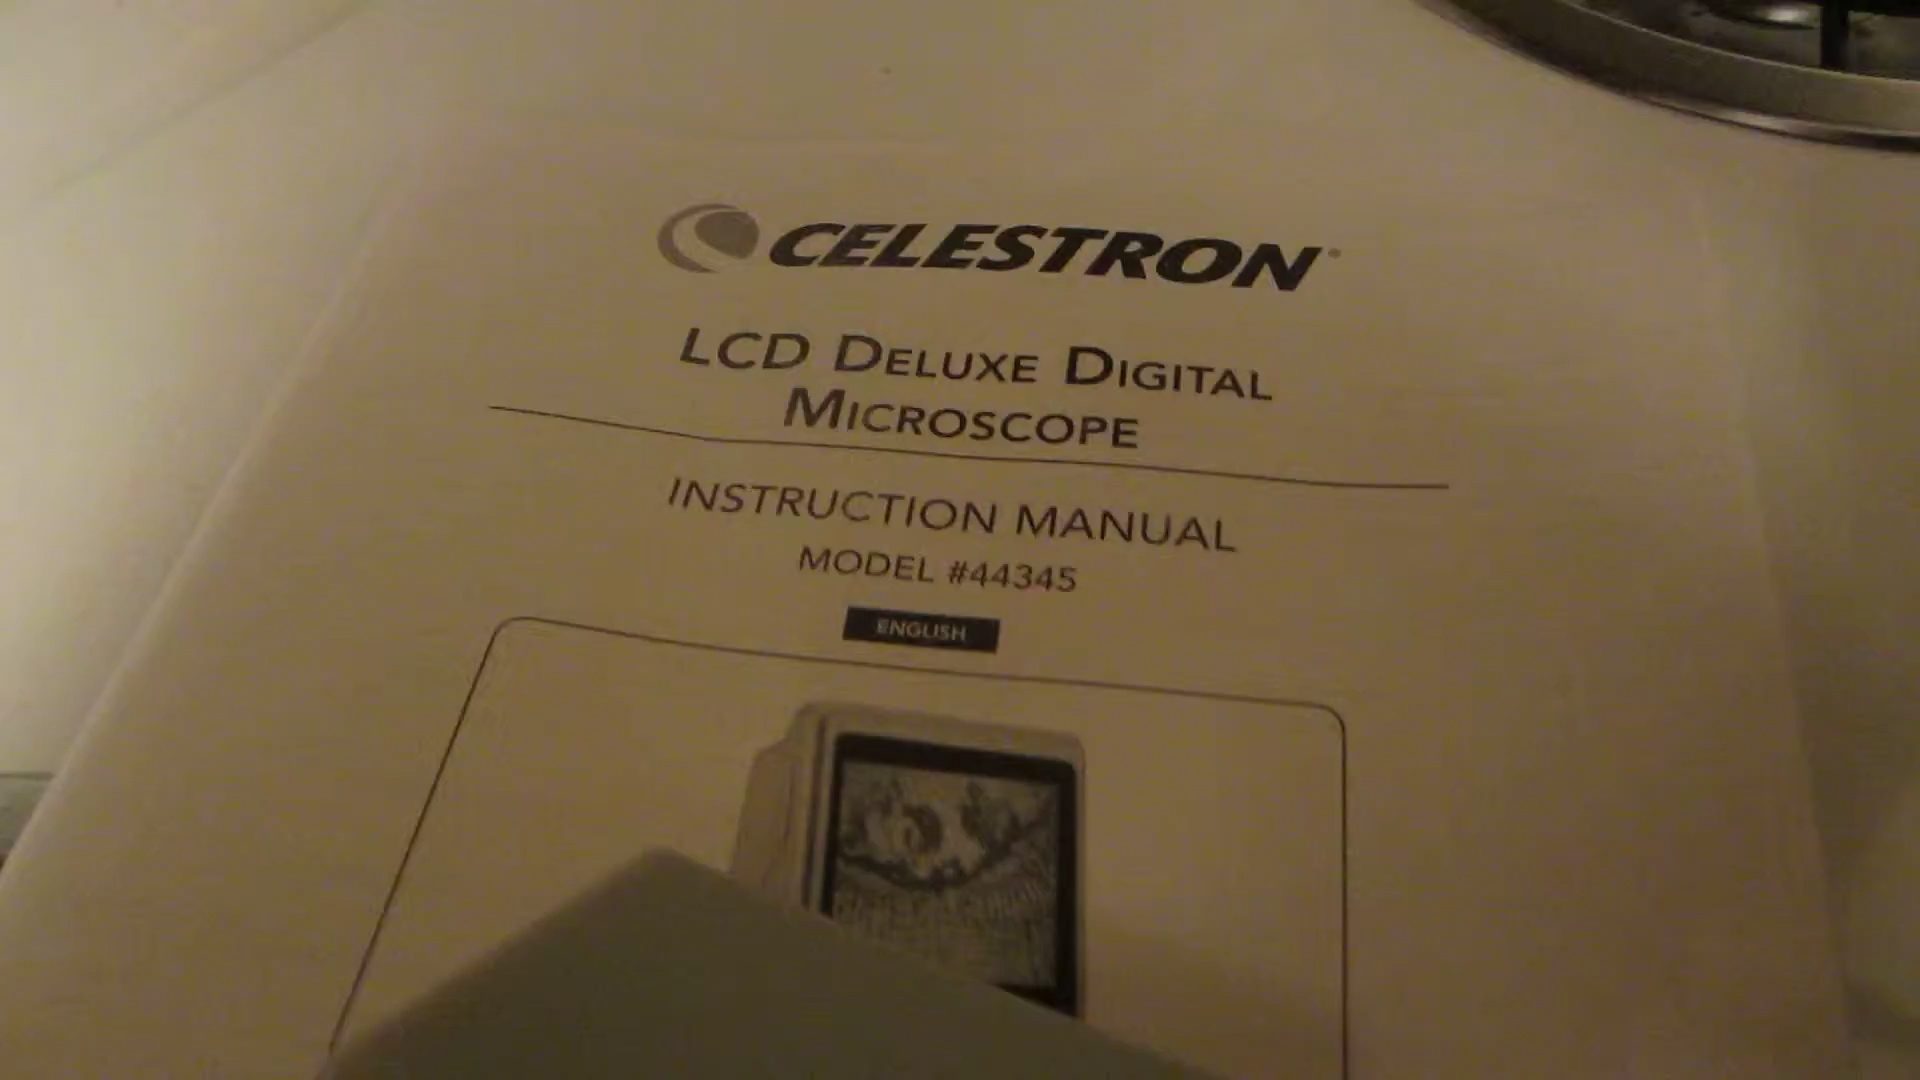 CELESTRON
LCD DELUXE DIGITAL
MICROSCOPE
INSTRUCTION MANUAL
MODEL #44345
ENGLISH